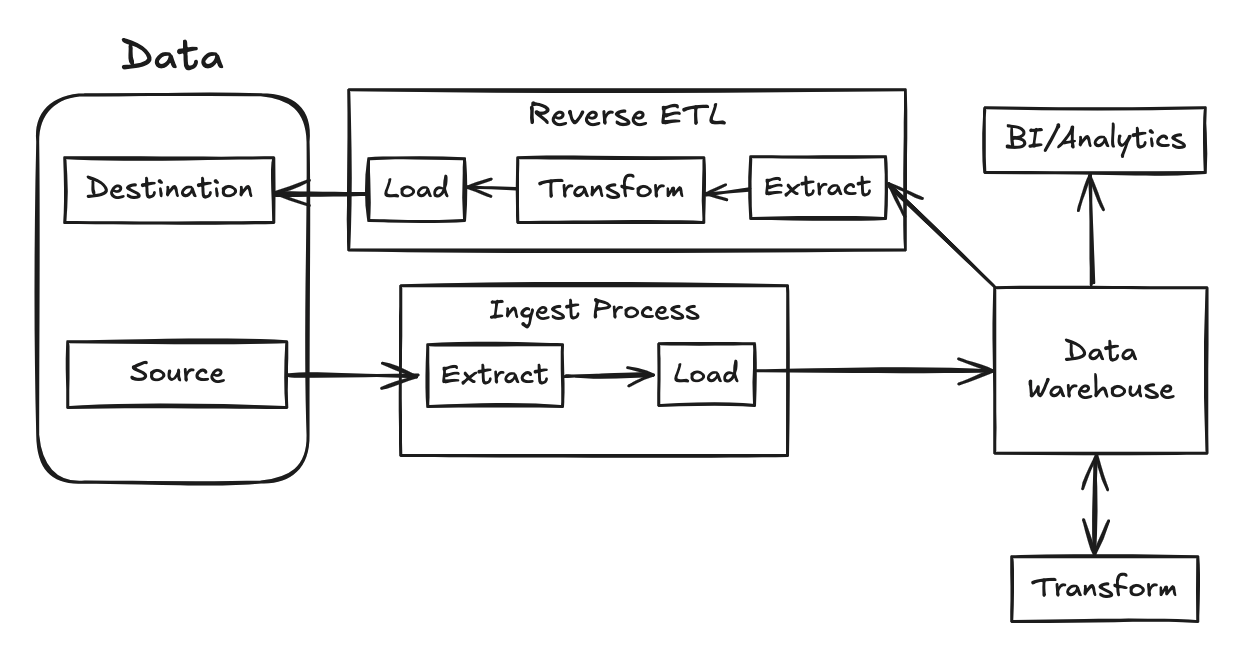 Data
Reverse ETL
BI/Analytics
Destination
Load
Transform
Extract
Ingest Process
Source
Extract
Load
Data
Warehouse
Transform